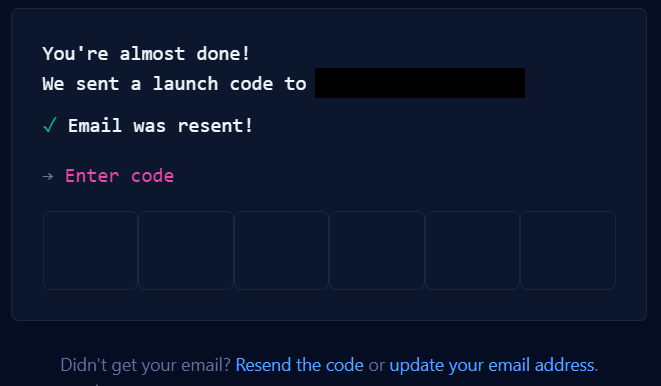 You're almost done!
We sent a launch code to
✓ Email was resent!
→ Enter code
Didn't get your email? Resend the code or update your email address.